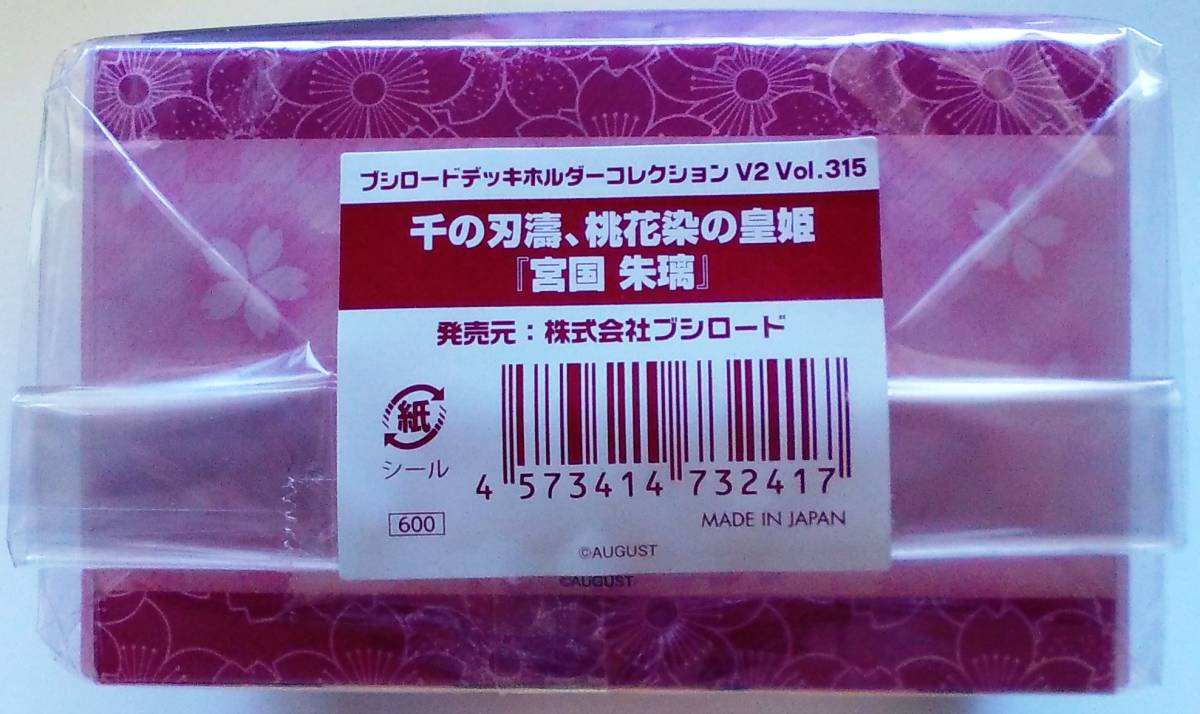 ブシロードデッキホルダーコレクション V2 Vol.315
千の刃濤、桃花染の皇姫
『宮国 朱璃』
発売元：株式会社ブシロード
紙
シール
4 573414 732417
600
MADE IN JAPAN
©AUGUST
©AUGUST